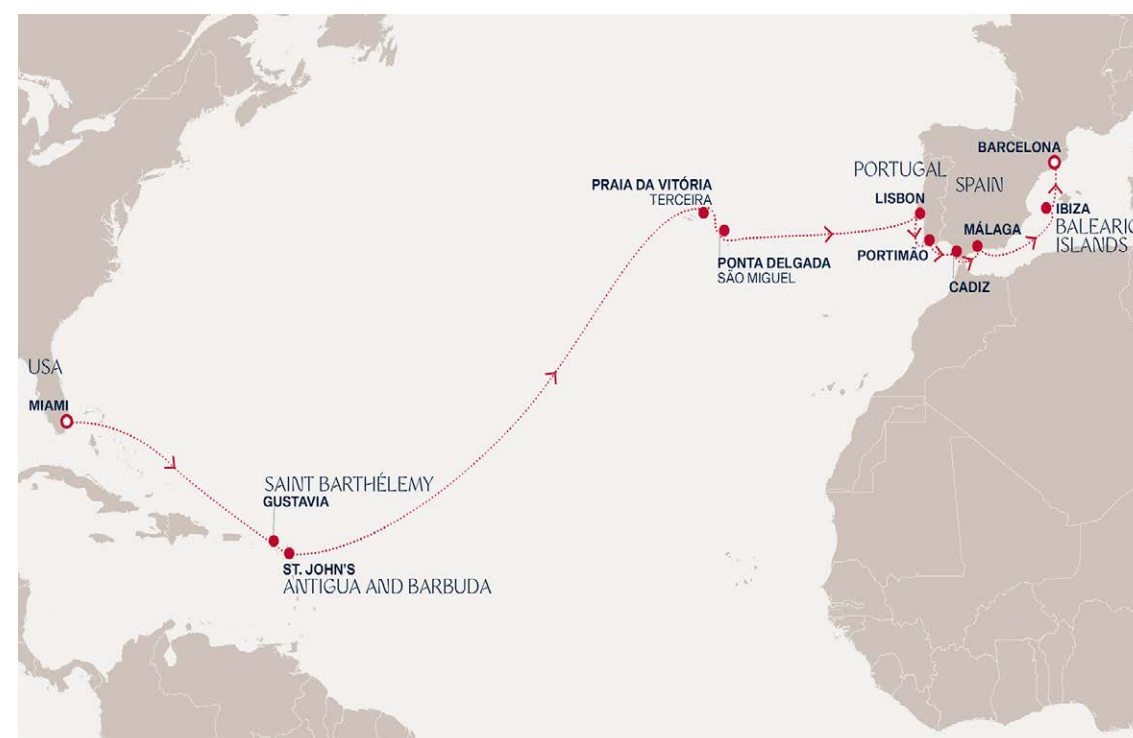 USA
MIAMI
SAINT BARTHÉLEMY
GUSTAVIA
ST. JOHN'S
ANTIGUA AND BARBUDA
PRAIA DA VITÓRIA
TERCEIRA
PONTA DELGADA
SÃO MIGUEL
PORTUGAL
LISBON
PORTIMÃO
SPAIN
CADIZ
MÁLAGA
BARCELONA
IBIZA
BALEARIC
ISLANDS